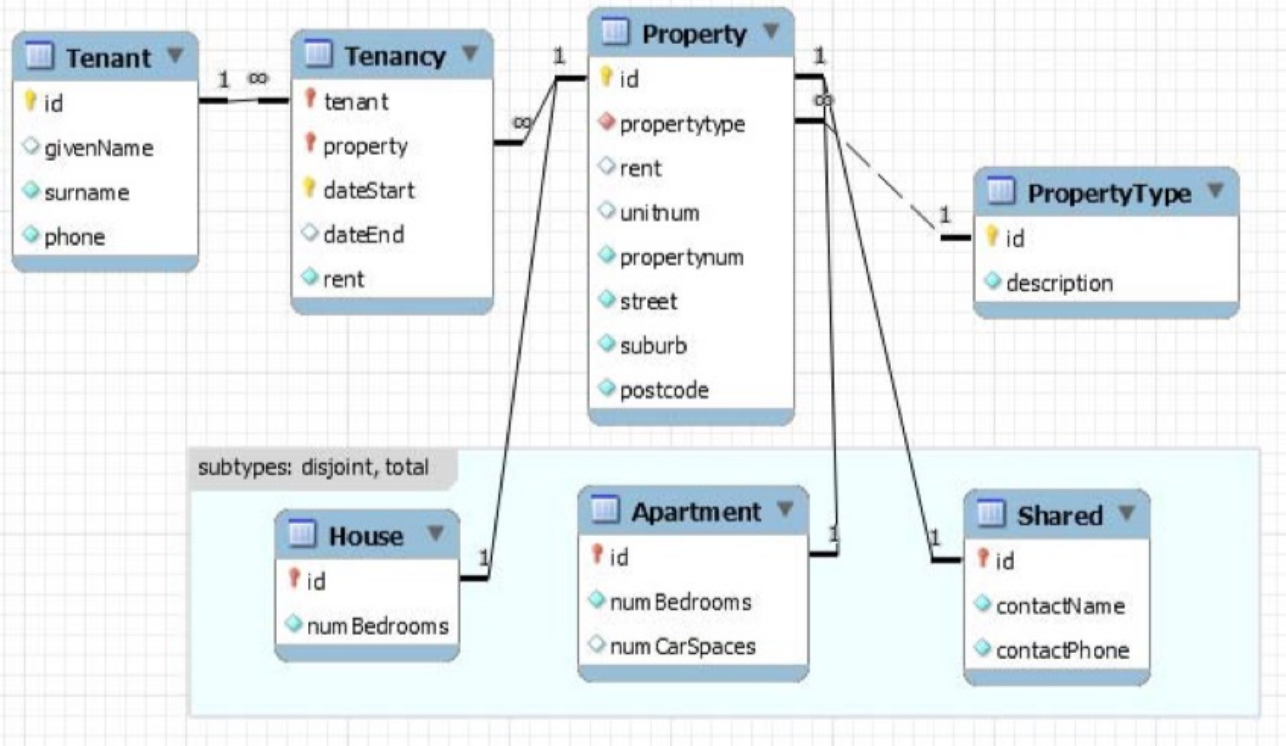 Tenant
id
givenName
surname
phone
1 ∞
Tenancy
tenant
property
dateStart
dateEnd
rent
∞
1
Property
id
propertytype
rent
unitnum
propertynum
street
suburb
postcode
1
∞
1
PropertyType
id
description
subtypes: disjoint, total
House
id
numBedrooms
1
Apartment
id
numBedrooms
numCarSpaces
1
Shared
id
contactName
contactPhone
1